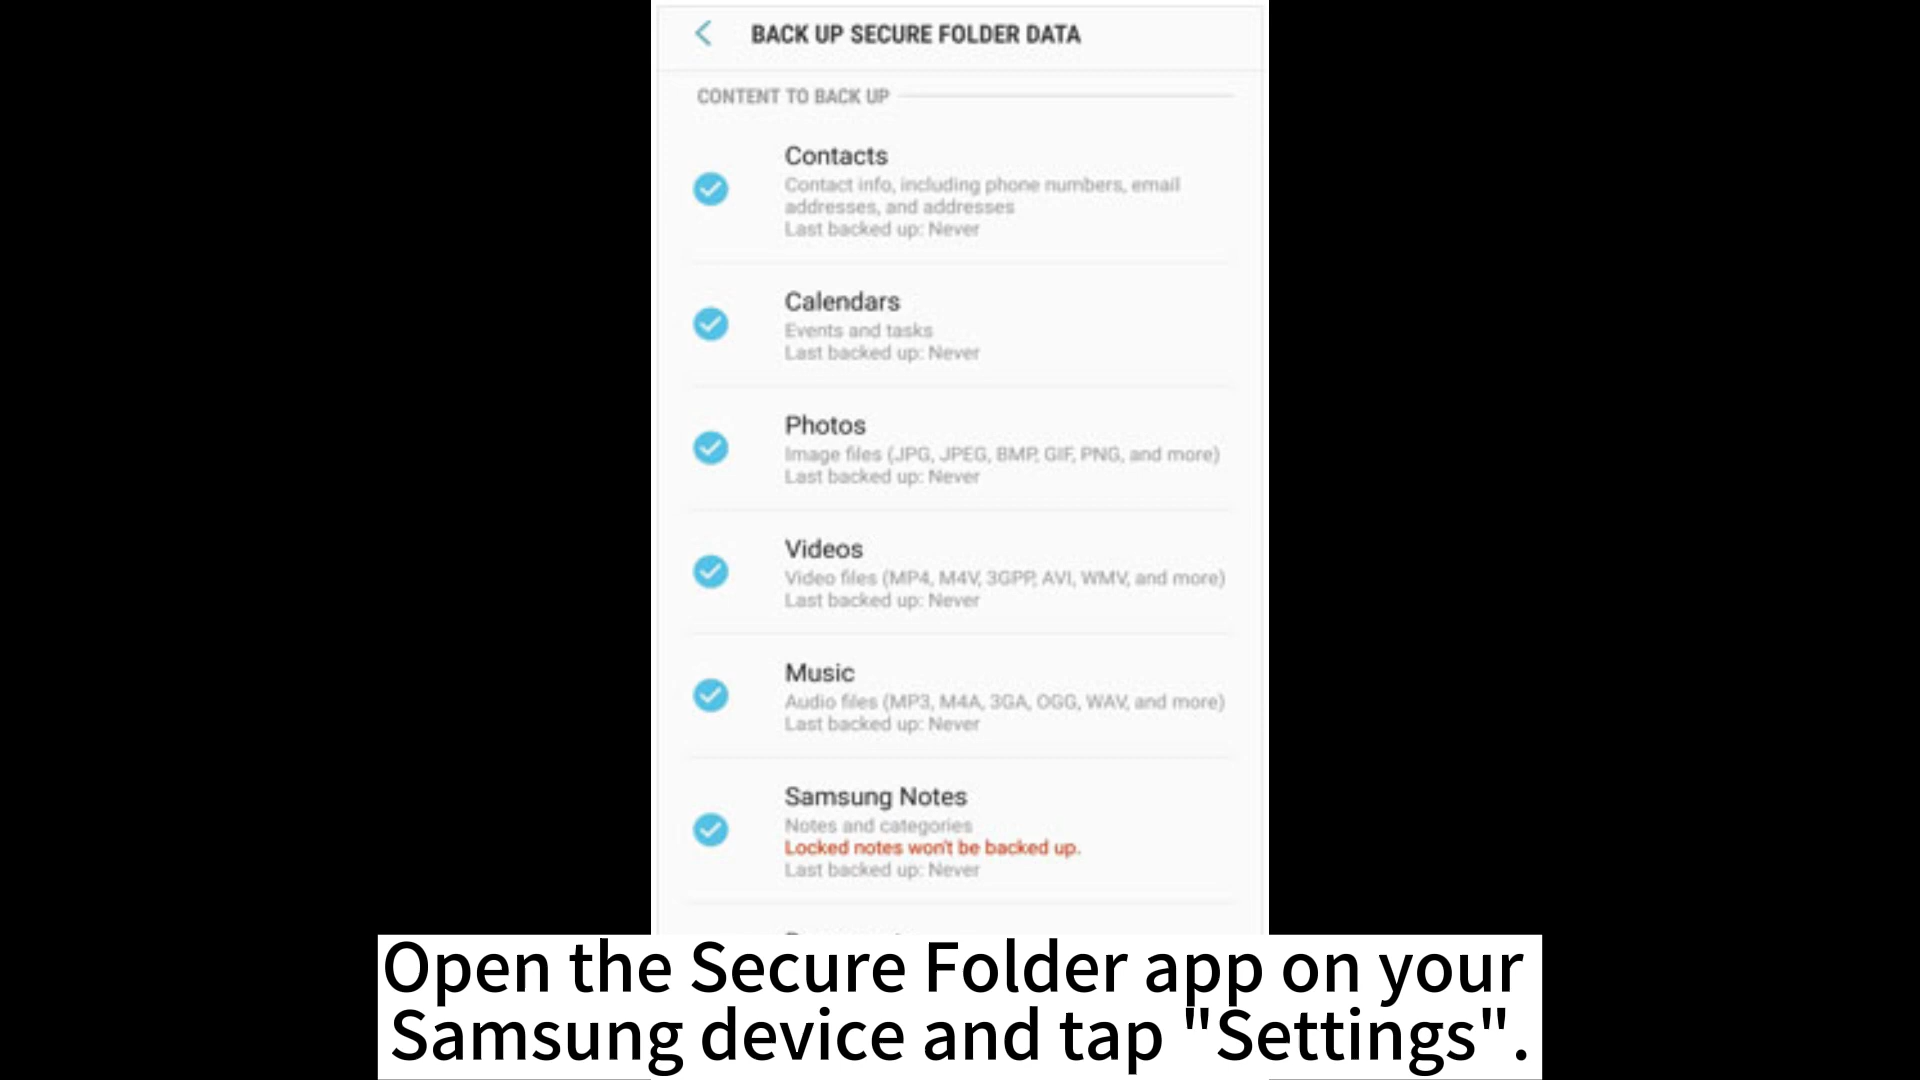 BACK UP SECURE FOLDER DATA
CONTENT TO BACK UP
Contacts
Contact info, including phone numbers, email
addresses, and addresses
Last backed up: Never
Calendars
Events and tasks
Last backed up: Never
Photos
Image files (JPG, JPEG, BMP, GIF, PNG, and more)
Last backed up: Never
Videos
Video files (MP4, M4V, 3GPP, AVI, WMV, and more)
Last backed up: Never
Music
Audio files (MP3, M4A, 3GA, OGG, WAV, and more)
Last backed up: Never
Samsung Notes
Notes and categories
Locked notes won't be backed up.
Last backed up: Never
Open the Secure Folder app on your
Samsung device and tap "Settings".